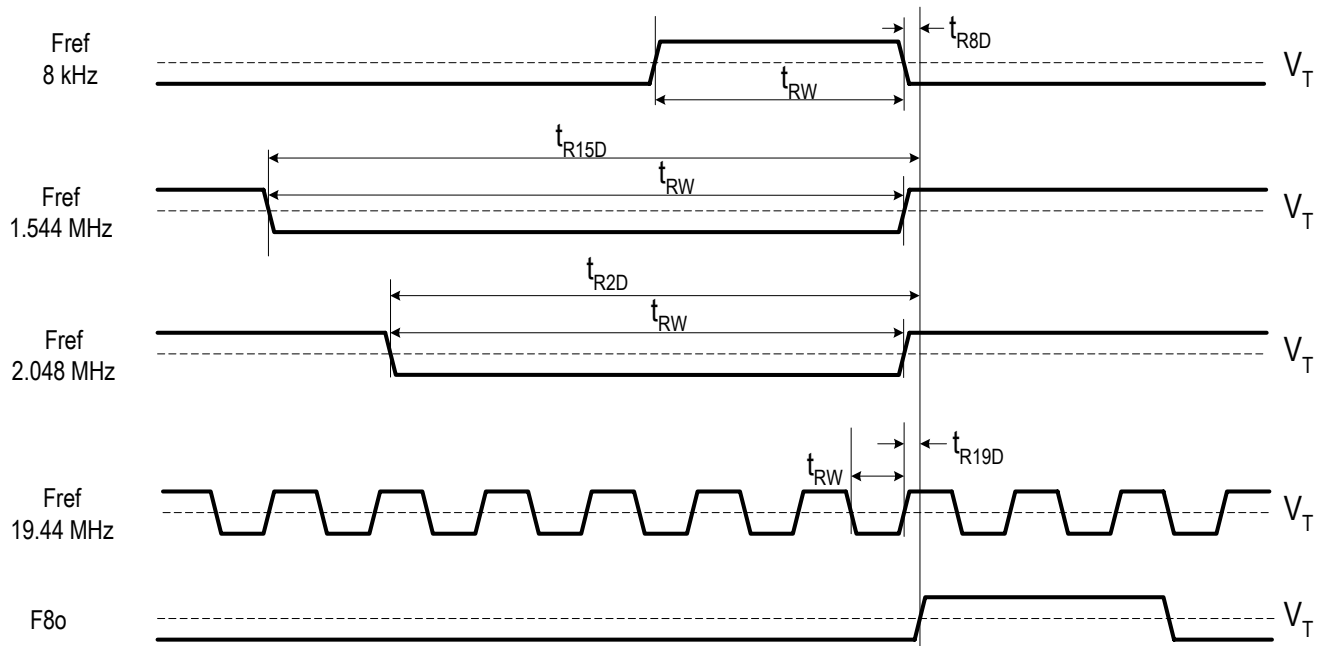 Fref
8 kHz
t_R8D
V_T
t_RW
t_R15D
Fref
1.544 MHz
t_RW
V_T
t_R2D
Fref
2.048 MHz
t_RW
V_T
t_R19D
t_RW
Fref
19.44 MHz
V_T
F8o
V_T